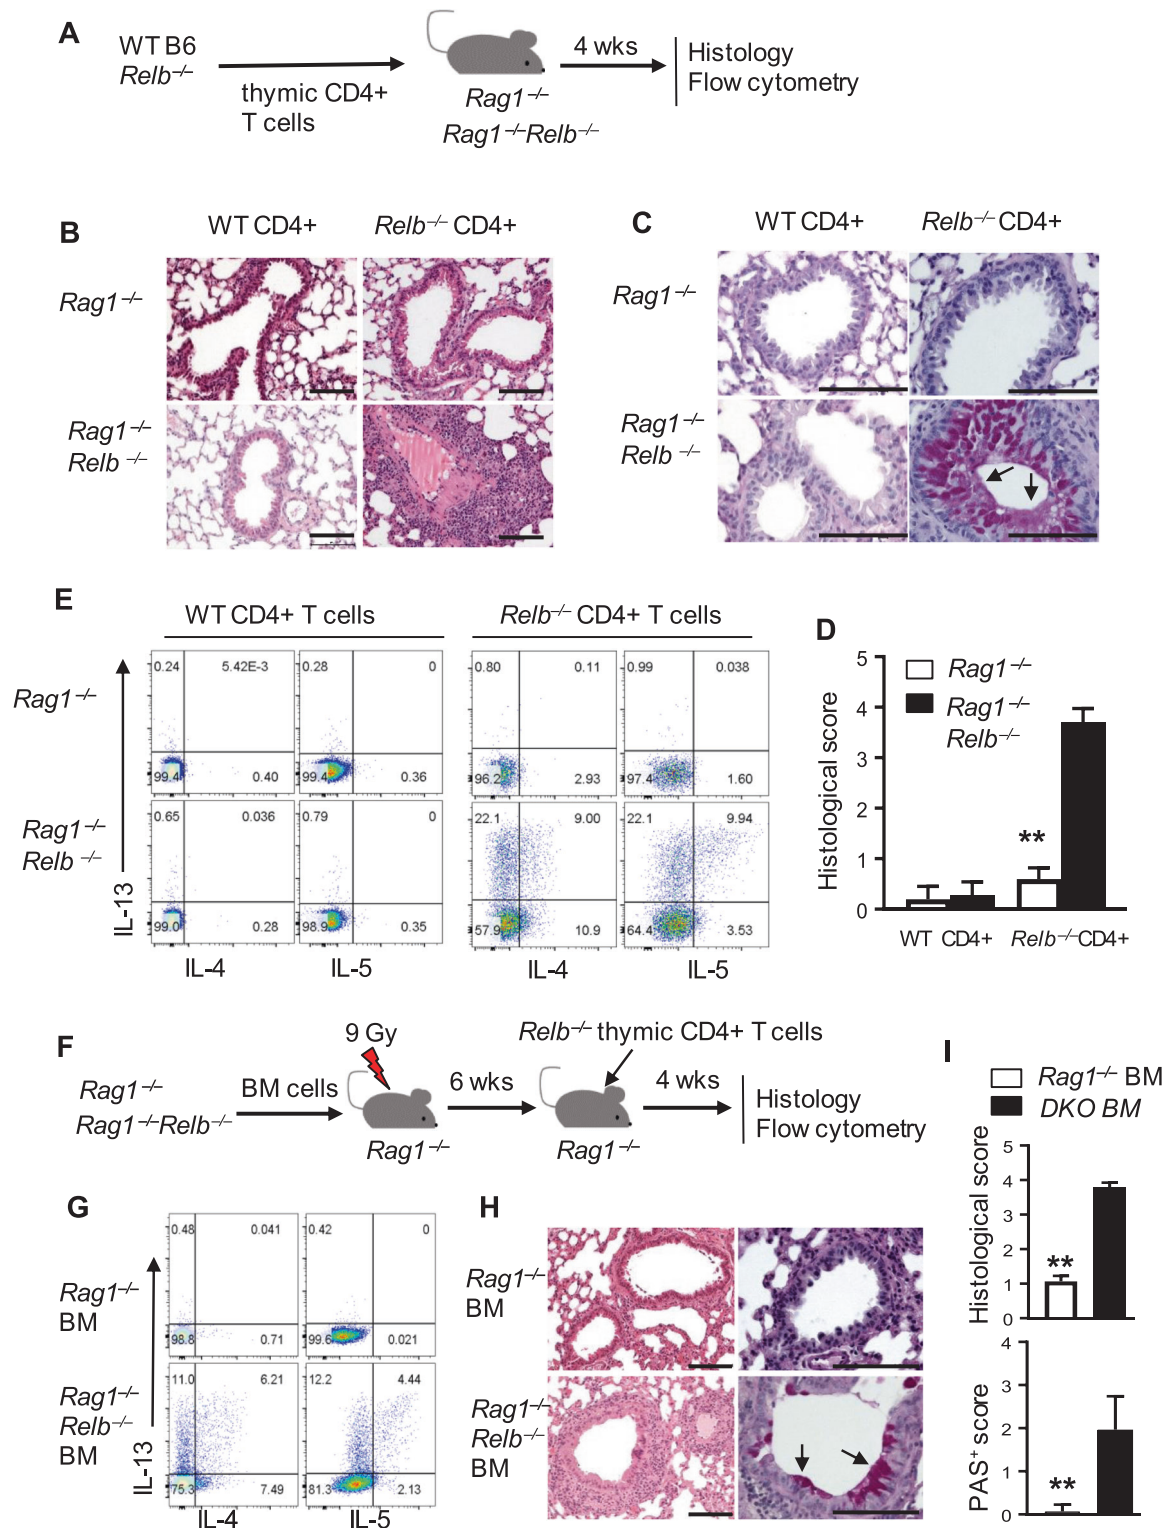 A
WT B6
Relb–/–
thymic CD4+
T cells
Rag1–/–
Rag1–/–Relb–/–
4 wks
Histology
Flow cytometry
B
WT CD4+
Relb–/– CD4+
Rag1–/–
Rag1–/–
Relb –/–
C
WT CD4+
Relb–/– CD4+
Rag1–/–
Rag1–/–
Relb –/–
E
WT CD4+ T cells
Relb–/– CD4+ T cells
Rag1–/–
0.24 5.42E-3
99.4 0.40
0.28 0
99.4 0.36
0.80 0.11
96.2 2.93
0.99 0.038
97.4 1.60
Rag1–/–
Relb –/–
0.65 0.036
99.0 0.28
0.79 0
98.9 0.35
22.1 9.00
57.9 10.9
22.1 9.94
64.4 3.53
IL-13
IL-4
IL-5
IL-4
IL-5
D
Rag1–/–
Rag1–/–
Relb–/–
Histological score
5
4
3
2
1
0
**
WT CD4+
Relb–/–CD4+
F
Rag1–/–
Rag1–/–Relb–/–
BM cells
9 Gy
Rag1–/–
6 wks
Relb–/– thymic CD4+ T cells
Rag1–/–
4 wks
Histology
Flow cytometry
G
Rag1–/–
BM
0.48 0.041
98.8 0.71
0.42 0
99.6 0.021
Rag1–/–
Relb–/–
BM
11.0 6.21
75.3 7.49
12.2 4.44
81.3 2.13
IL-13
IL-4
IL-5
H
Rag1–/–
BM
Rag1–/–
Relb–/–
BM
I
Rag1–/– BM
DKO BM
Histological score
5
4
3
2
1
0
**
PAS+ score
4
3
2
1
0
**